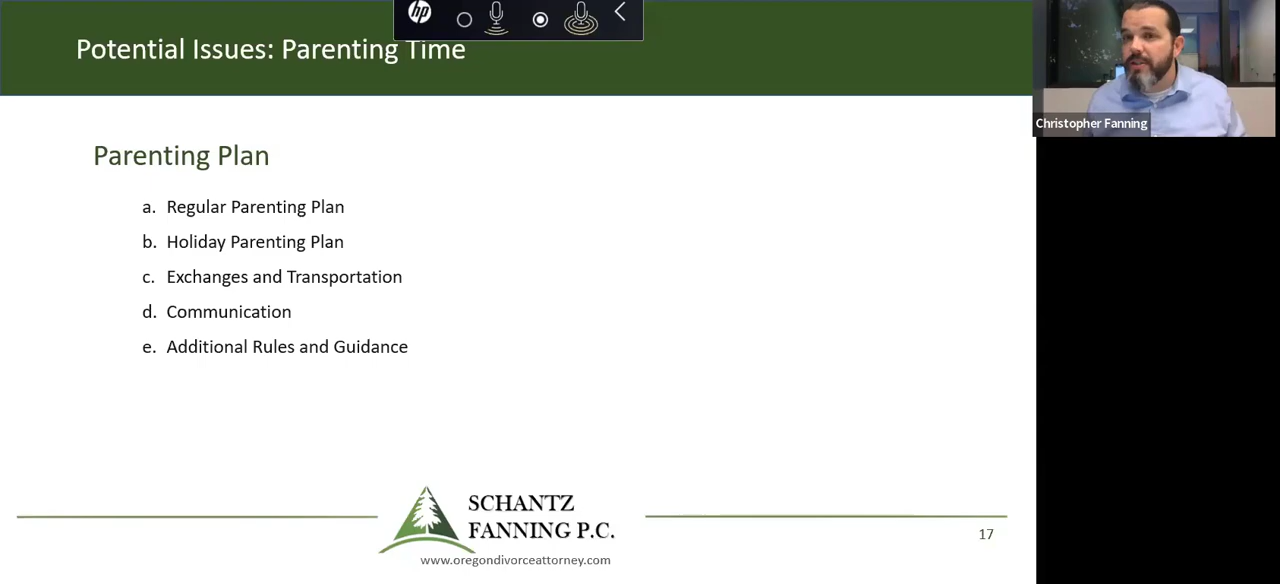 hp
Potential Issues: Parenting Time
Christopher Fanning
Parenting Plan
a. Regular Parenting Plan
b. Holiday Parenting Plan
c. Exchanges and Transportation
d. Communication
e. Additional Rules and Guidance
SCHANTZ
FANNING P.C.
www.oregondivorceattorney.com
17